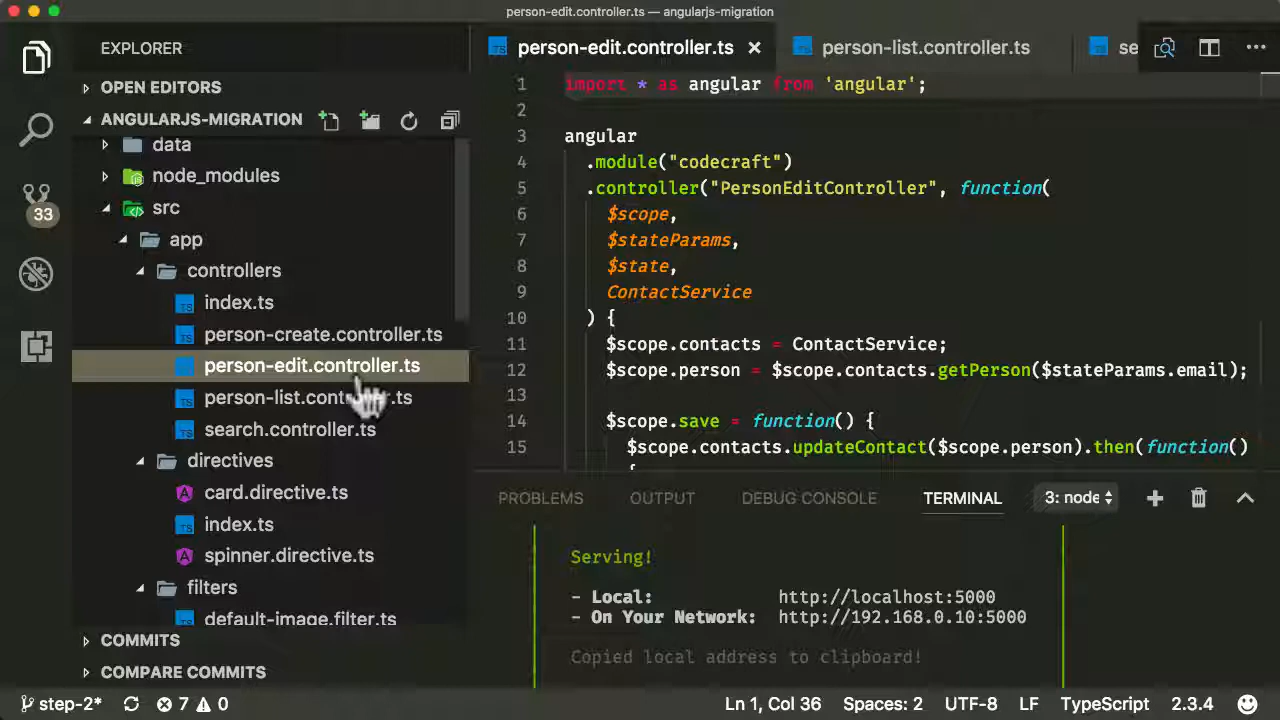 person-edit.controller.ts — angularjs-migration
EXPLORER
OPEN EDITORS
ANGULARJS-MIGRATION
data
node_modules
src
app
controllers
index.ts
person-create.controller.ts
person-edit.controller.ts
person-list.controller.ts
search.controller.ts
directives
card.directive.ts
index.ts
spinner.directive.ts
filters
default-image.filter.ts
COMMITS
COMPARE COMMITS
33
person-edit.controller.ts
person-list.controller.ts
se
1 import * as angular from 'angular';
2
3 angular
4 .module("codecraft")
5 .controller("PersonEditController", function(
6 $scope,
7 $stateParams,
8 $state,
9 ContactService
10 ) {
11 $scope.contacts = ContactService;
12 $scope.person = $scope.contacts.getPerson($stateParams.email);
13
14 $scope.save = function() {
15 $scope.contacts.updateContact($scope.person).then(function()
{
PROBLEMS OUTPUT DEBUG CONSOLE TERMINAL 3: node
Serving!
- Local: http://localhost:5000
- On Your Network: http://192.168.0.10:5000
Copied local address to clipboard!
step-2* 7 0 Ln 1, Col 36 Spaces: 2 UTF-8 LF TypeScript 2.3.4